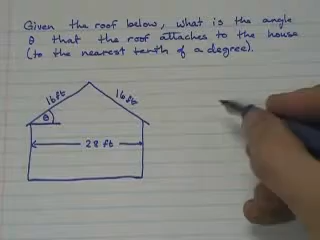 Given the roof below, what is the angle
θ that the roof attaches to the house
(to the nearest tenth of a degree).
16ft 16ft
θ
28 ft